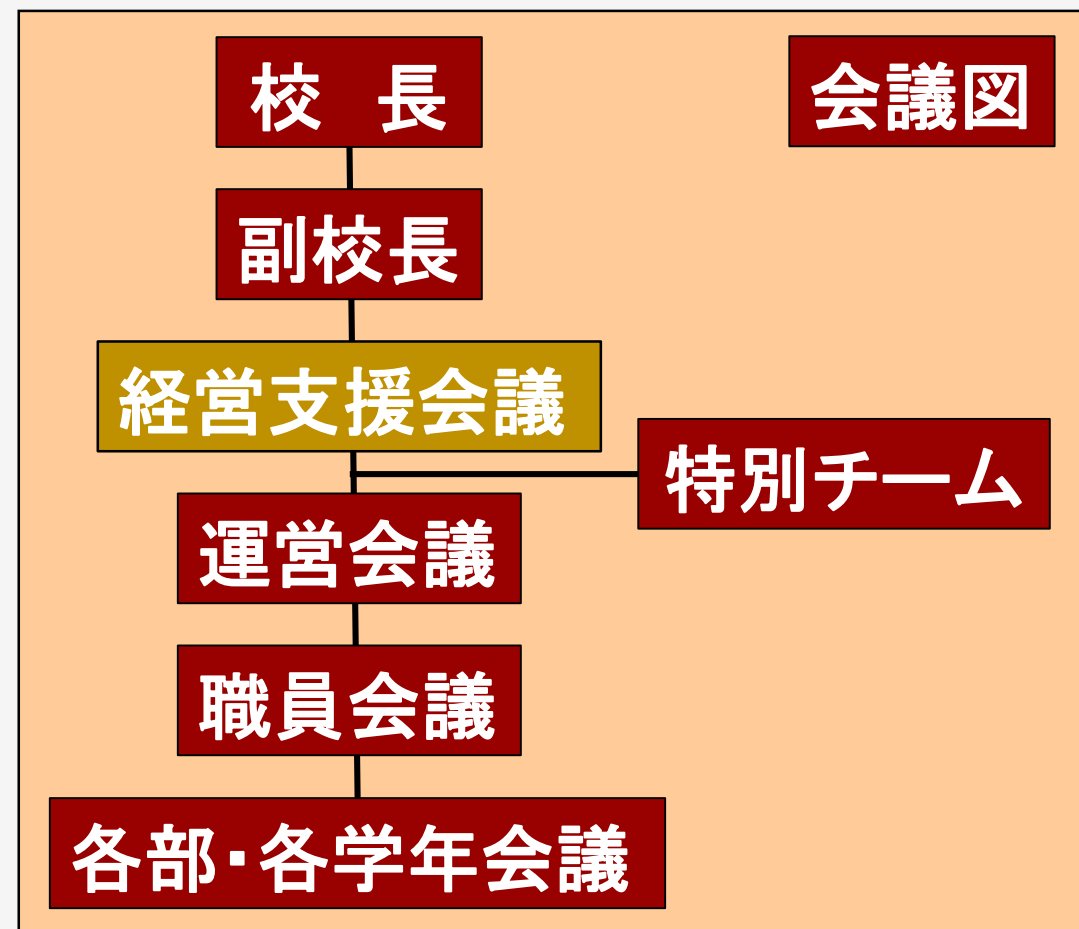 校　長
会議図
副校長
経営支援会議
特別チーム
運営会議
職員会議
各部・各学年会議